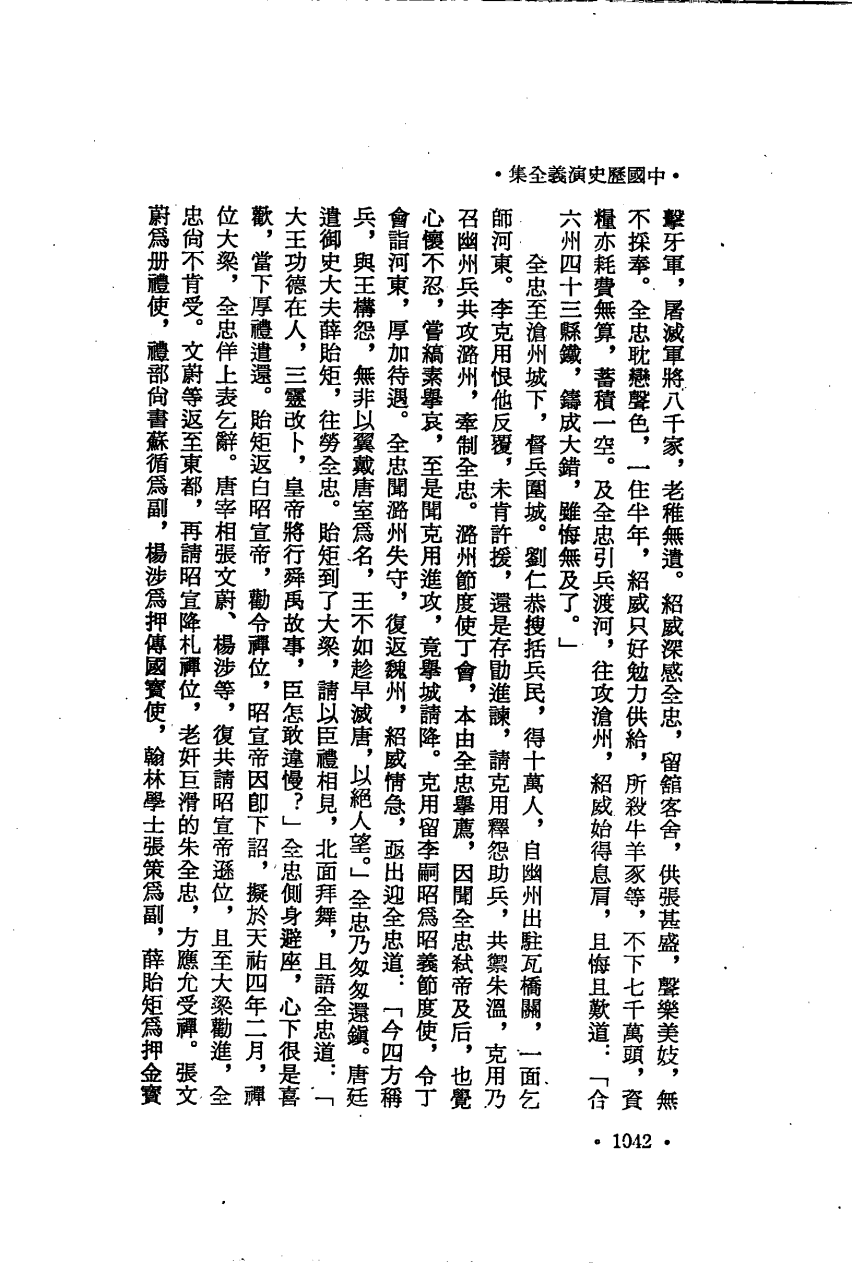 •中國歷史演義全集•
擊牙軍，屠滅軍將八千家，老稚無遺。紹威深感全忠，留館客舍，供張甚盛，聲樂美妓，無
不採奉。全忠耽戀聲色，一住半年，紹威只好勉力供給，所殺牛羊豕等，不下七千萬頭，資
糧亦耗費無算，蓄積一空。及全忠引兵渡河，往攻滄州，紹威始得息肩，且悔且歎道：「合
六州四十三縣鐵，鑄成大錯，雖悔無及了。」
全忠至滄州城下，督兵圍城。劉仁恭搜括兵民，得十萬人，自幽州出駐瓦橋關，一面乞
師河東。李克用恨他反覆，未肯許援，還是存勗進諫，請克用釋怨助兵，共禦朱溫，克用乃
召幽州兵共攻潞州，牽制全忠。潞州節度使丁會，本由全忠舉薦，因聞全忠弒帝及后，也覺
心懷不忍，嘗縞素舉哀，至是聞克用進攻，竟舉城請降。克用留李嗣昭為昭義節度使，令丁
會詣河東，厚加待遇。全忠聞潞州失守，復返魏州，紹威情急，亟出迎全忠道：「今四方稱
兵，與王構怨，無非以翼戴唐室爲名，王不如趁早滅唐，以絕人望。」全忠乃匆匆還鎭。唐廷
遣御史大夫薛貽矩，往勞全忠。貽矩到了大梁，請以臣禮相見，北面拜舞，且語全忠道：「
大王功德在人，三靈改卜，皇帝將行舜禹故事，臣怎敢違慢？」全忠側身避座，心下很是喜
歡，當下厚禮遣還。貽矩返白昭宣帝，勸令禪位，昭宣帝因卽下詔，擬於天祐四年二月，禪
位大梁，全忠佯上表乞辭。唐宰相張文蔚、楊涉等，復共請昭宣帝遜位，且至大梁勸進，全
忠尙不肯受。文蔚等返至東都，再請昭宣降札禪位，老奸巨滑的朱全忠，方應允受禪。張文
蔚爲册禮使，禮部尙書蘇循爲副，楊涉爲押傳國寳使，翰林學士張策爲副，薛貽矩爲押金寳
• 1042 •